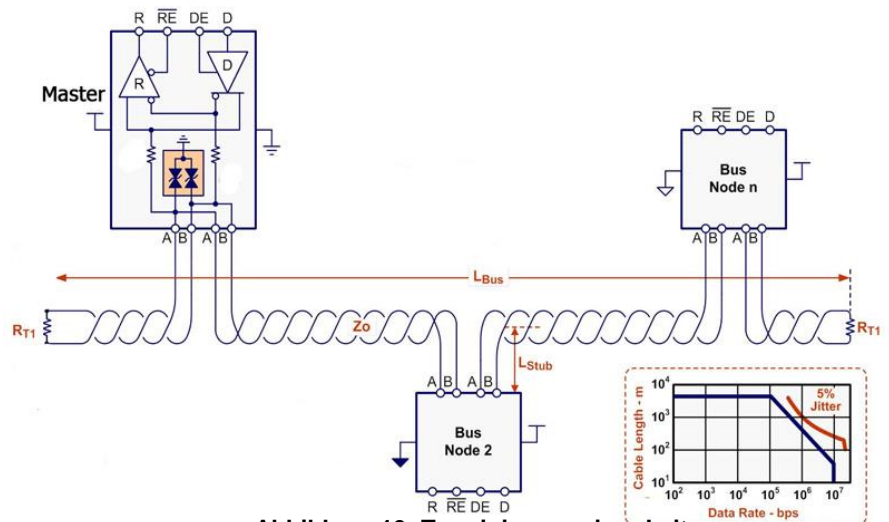 R RE DE D
D
R
Master
A B A B
R RE DE D
Bus
Node n
A B A B
LBus
RT1
Zo
RT1
LStub
A B A B
Bus
Node 2
R RE DE D
Cable Length - m
10⁴
10³
10²
10¹
5%
Jitter
10² 10³ 10⁴ 10⁵ 10⁶ 10⁷
Data Rate - bps